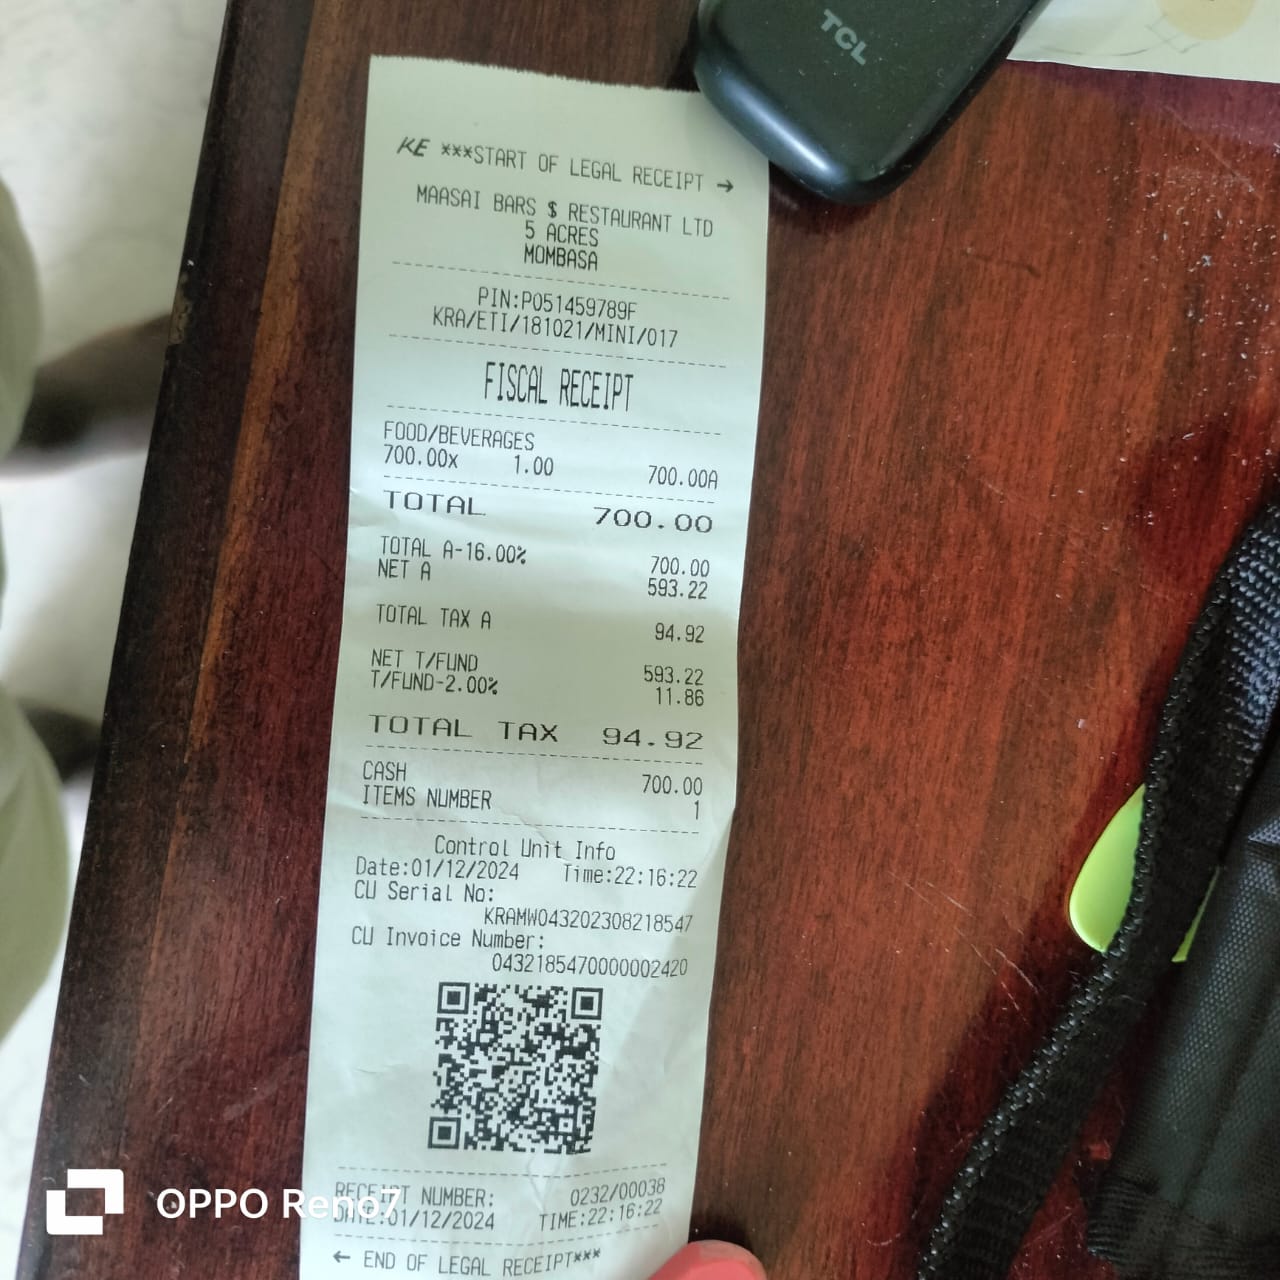 TCL
KE ***START OF LEGAL RECEIPT →
MAASAI BARS $ RESTAURANT LTD
5 ACRES
MOMBASA
PIN:P051459789F
KRA/ETI/181021/MINI/017
FISCAL RECEIPT
FOOD/BEVERAGES
700.00x 1.00 700.00A
TOTAL 700.00
TOTAL A-16.00% 700.00
NET A 593.22
TOTAL TAX A 94.92
NET T/FUND 593.22
T/FUND-2.00% 11.86
TOTAL TAX 94.92
CASH 700.00
ITEMS NUMBER 1
Control Unit Info
Date:01/12/2024 Time:22:16:22
CU Serial No:
KRAMW043202308218547
CU Invoice Number:
0432185470000002420
RECEIPT NUMBER: 0232/00038
DATE:01/12/2024 TIME:22:16:22
← END OF LEGAL RECEIPT***
OPPO Reno7